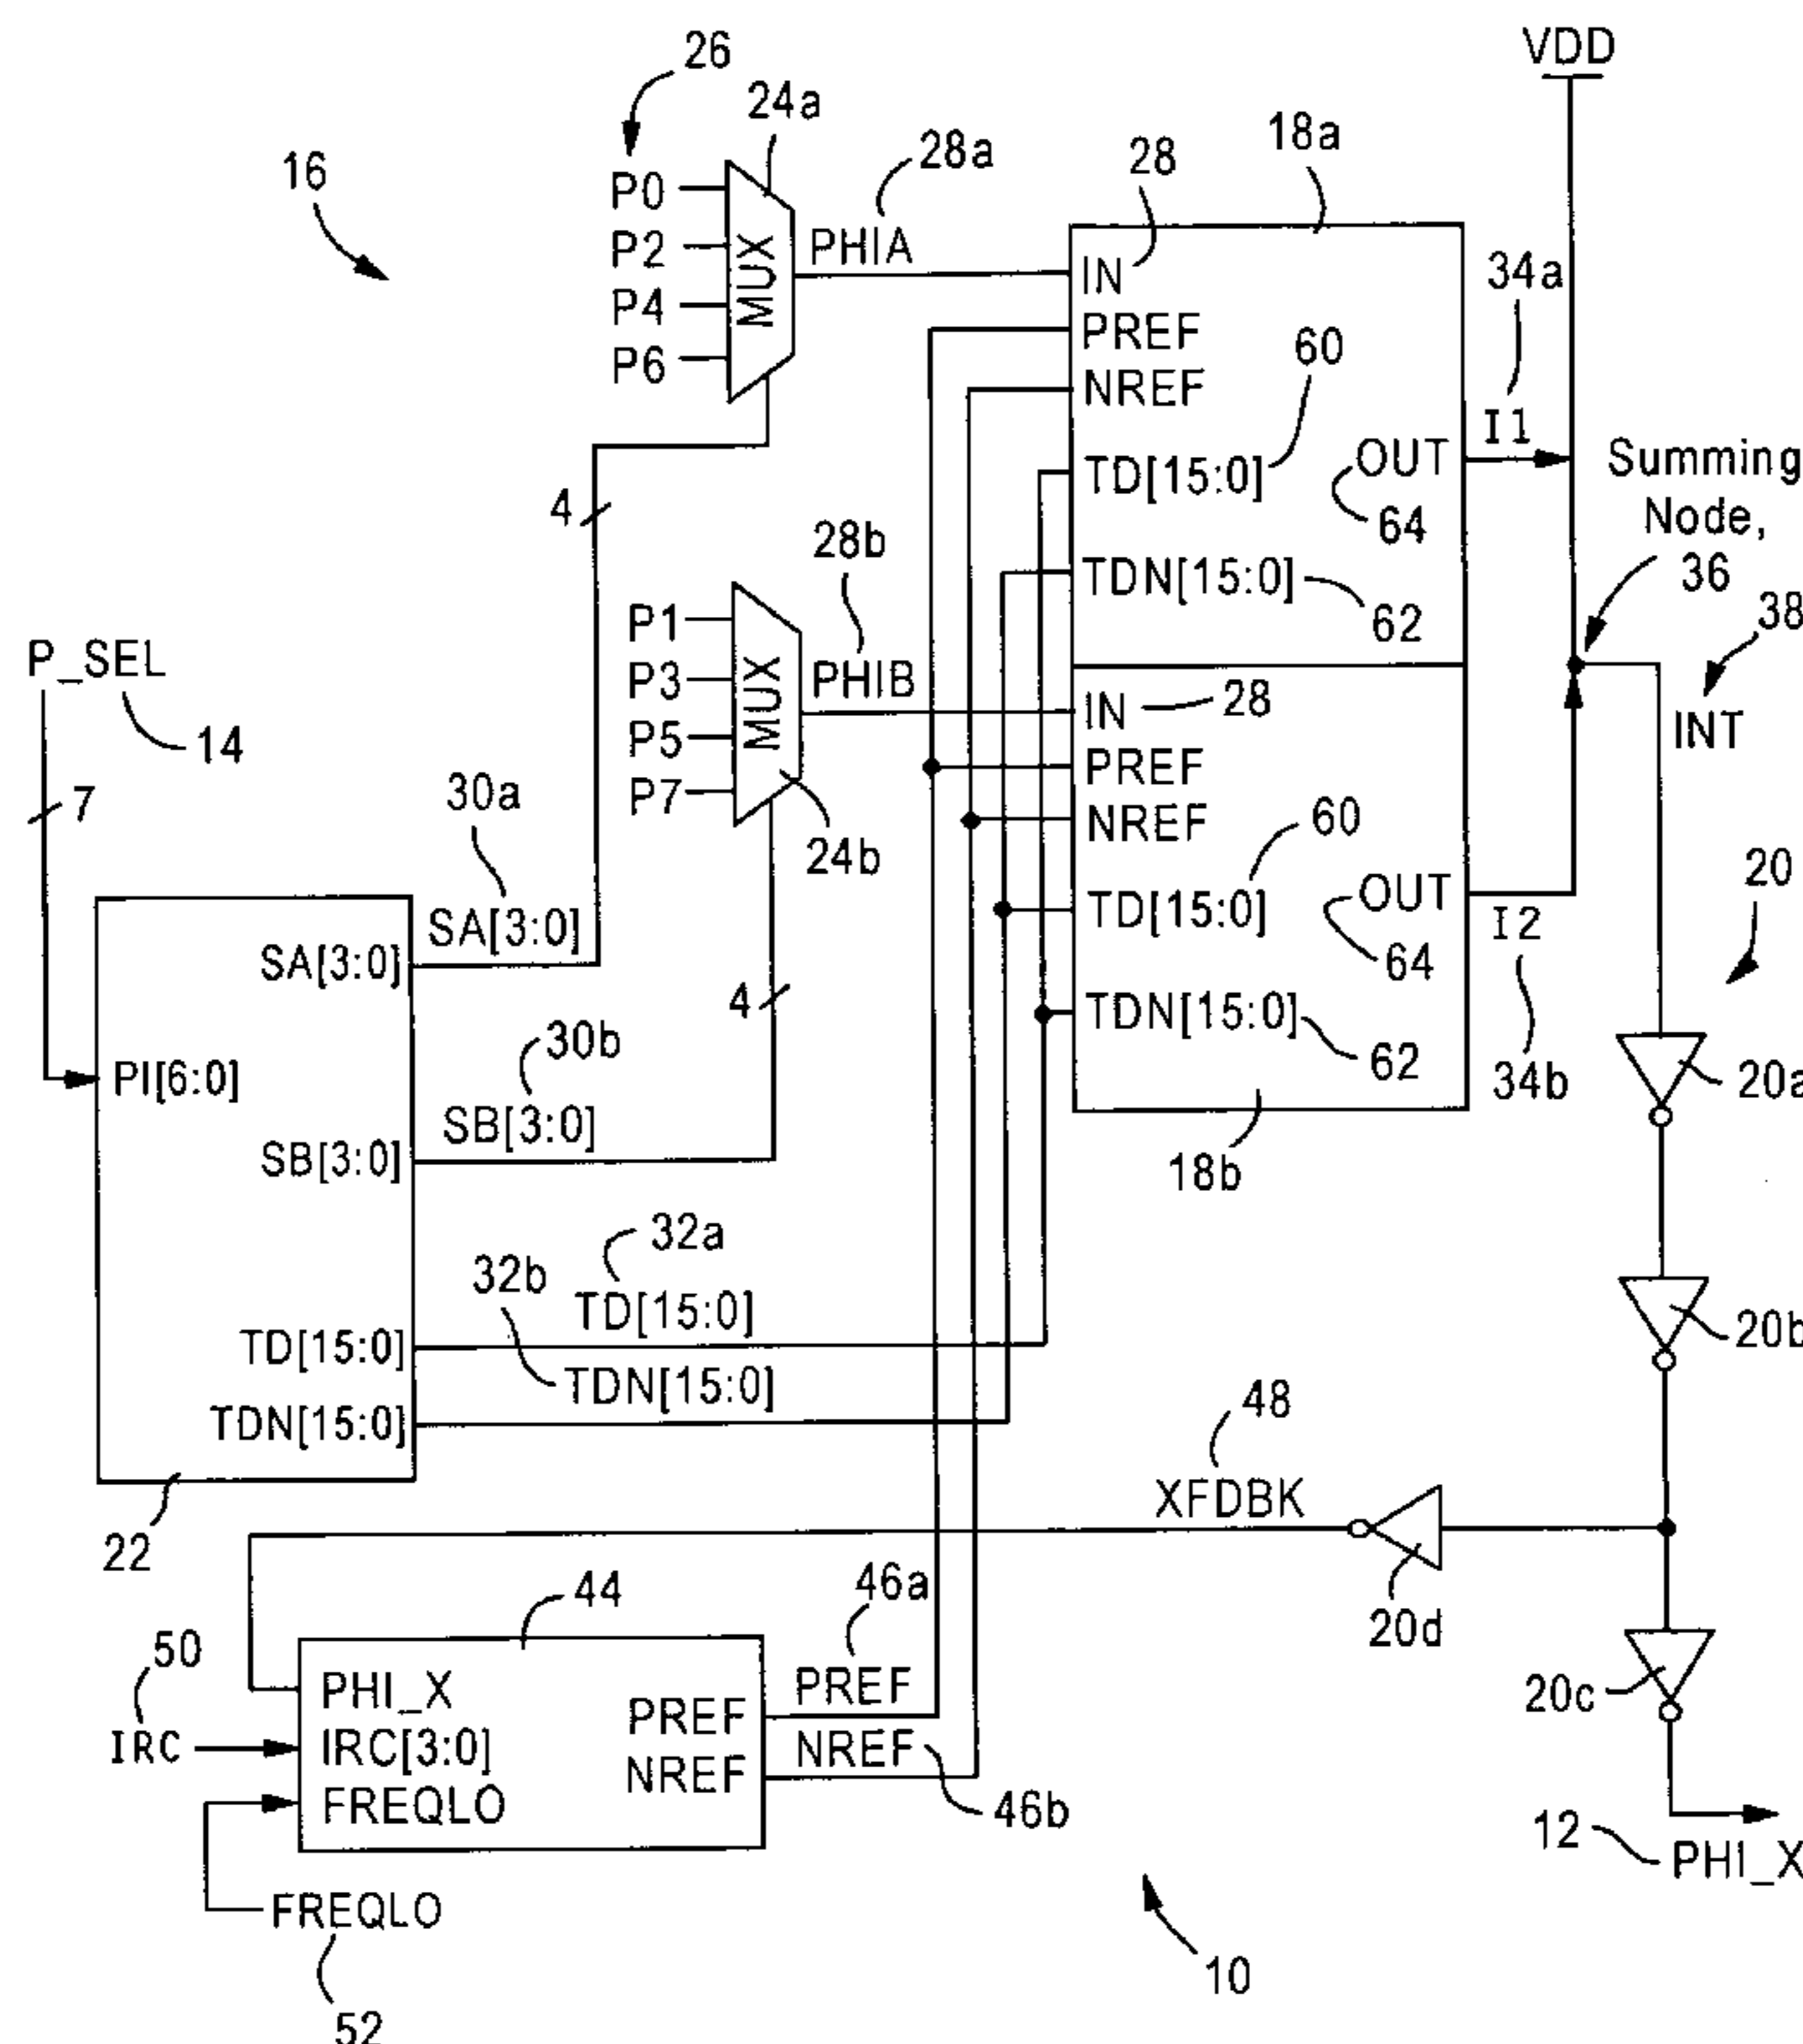 VDD
26
24a
16
P0
P2
P4
P6
MUX
28a
PHIA
28
18a
IN
PREF
NREF
60
TD[15:0]
TDN[15:0]
62
OUT
64
34a
I1
Summing
Node,
36
38
INT
4
28b
PHIB
P1
P3
P5
P7
MUX
24b
IN
28
PREF
NREF
60
TD[15:0]
TDN[15:0]
62
OUT
64
I2
34b
18b
20
20a
20b
P_SEL
14
7
30a
SA[3:0]
SA[3:0]
4
30b
PI[6:0]
SB[3:0]
SB[3:0]
32a
32b
TD[15:0]
TD[15:0]
TDN[15:0]
TDN[15:0]
22
48
XFDBK
20d
20c
44
46a
50
PHI_X
IRC
IRC[3:0]
FREQLO
PREF
NREF
PREF
NREF
46b
FREQLO
52
12
PHI_X
10